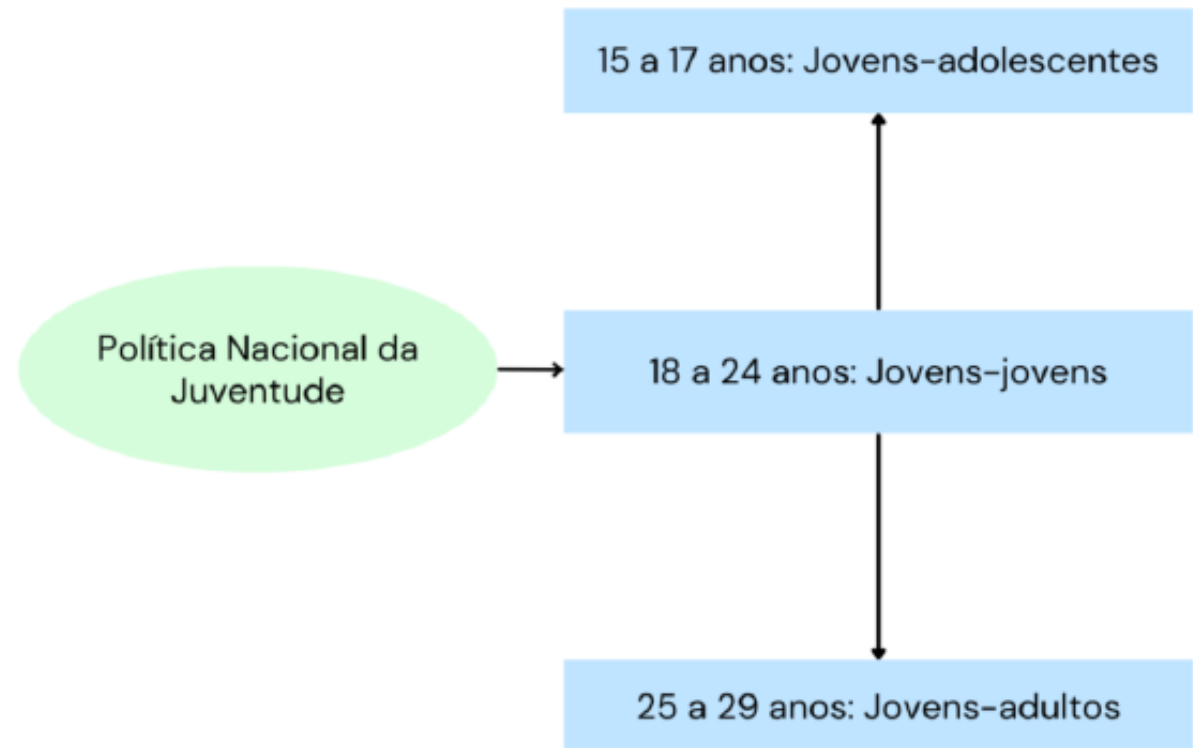 15 a 17 anos: Jovens-adolescentes
Política Nacional da
Juventude
18 a 24 anos: Jovens-jovens
25 a 29 anos: Jovens-adultos